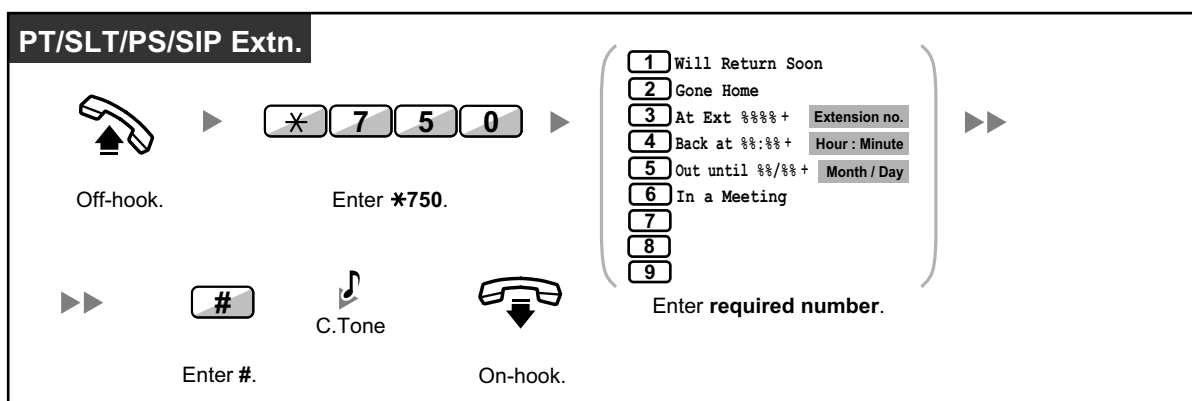 PT/SLT/PS/SIP Extn.
Off-hook.
* 7 5 0
Enter *750.
1 Will Return Soon
2 Gone Home
3 At Ext %%%% + Extension no.
4 Back at %%:%% + Hour : Minute
5 Out until %%/%% + Month / Day
6 In a Meeting
7
8
9
Enter required number.
#
Enter #.
C.Tone
On-hook.